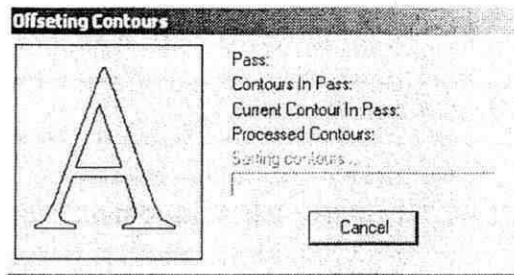 Offseting Contours
A
Pass:
Contours In Pass:
Current Contour In Pass:
Processed Contours:
Sorting contours ...
Cancel